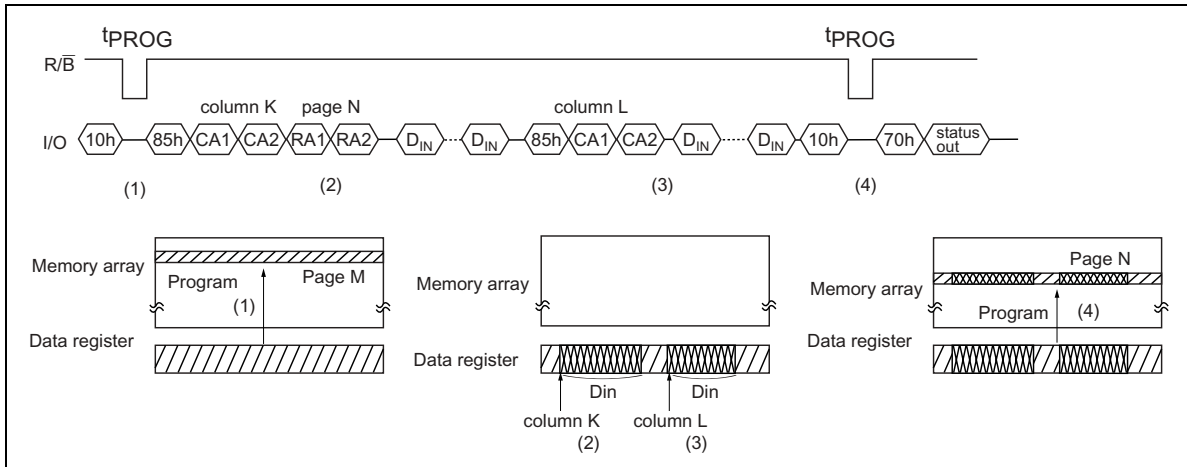 tPROG tPROG
R/B
column K page N column L
I/O 10h 85h CA1 CA2 RA1 RA2 DIN DIN 85h CA1 CA2 DIN DIN 10h 70h status out
(1) (2) (3) (4)
Memory array
Program
Page M
(1)
Data register
Memory array
Data register
Din Din
column K column L
(2) (3)
Page N
Memory array
Program (4)
Data register